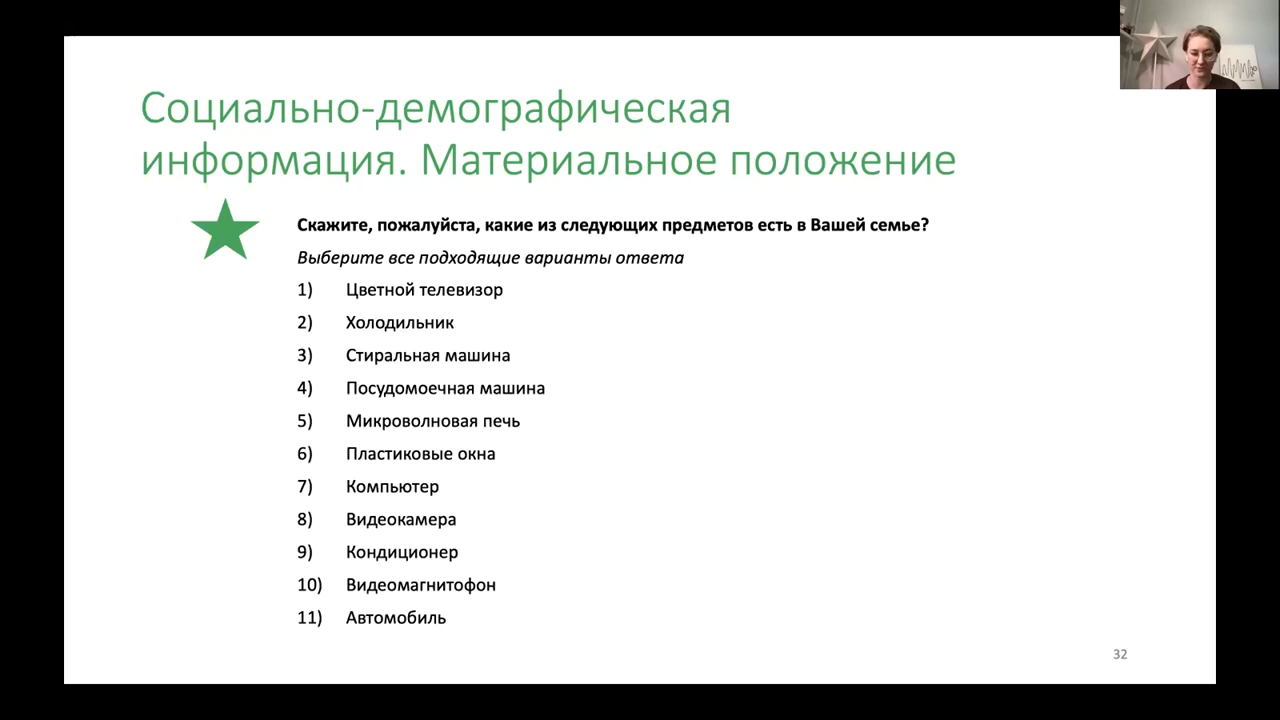 Социально-демографическая
информация. Материальное положение
Скажите, пожалуйста, какие из следующих предметов есть в Вашей семье?
Выберите все подходящие варианты ответа
1) Цветной телевизор
2) Холодильник
3) Стиральная машина
4) Посудомоечная машина
5) Микроволновая печь
6) Пластиковые окна
7) Компьютер
8) Видеокамера
9) Кондиционер
10) Видеомагнитофон
11) Автомобиль
32